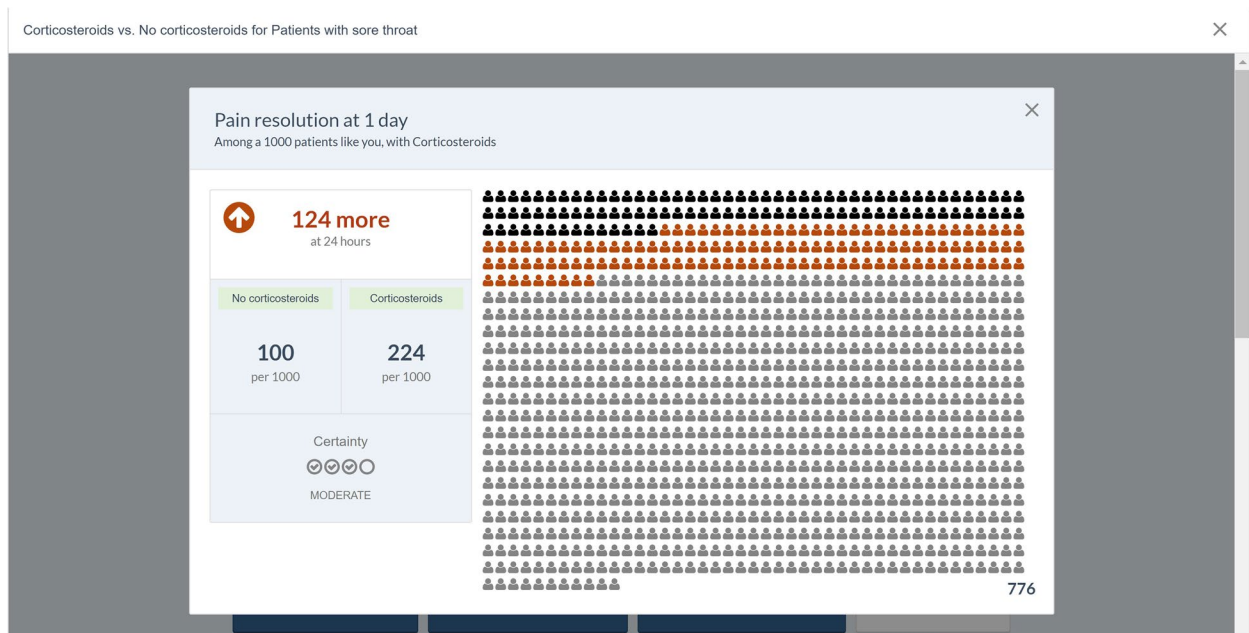 Corticosteroids vs. No corticosteroids for Patients with sore throat
Pain resolution at 1 day
Among a 1000 patients like you, with Corticosteroids
124 more
at 24 hours
No corticosteroids
Corticosteroids
100
224
per 1000
per 1000
Certainty
MODERATE
776